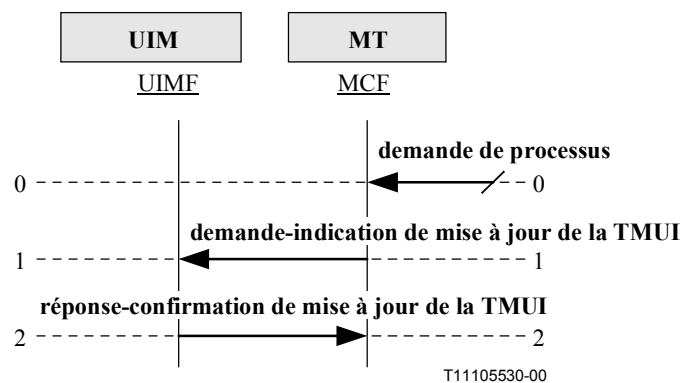 UIM MT
UIMF MCF
demande de processus
0 0
demande-indication de mise à jour de la TMUI
1 1
réponse-confirmation de mise à jour de la TMUI
2 2
T11105530-00